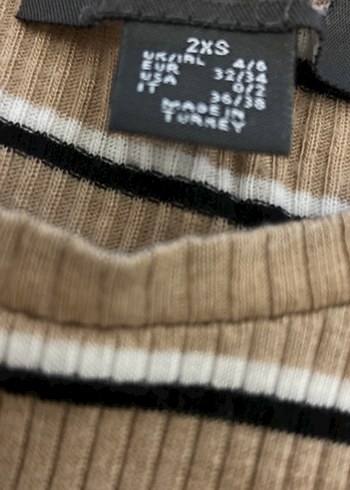 2XS
UK/IRL 4/6
EUR 32/34
USA 0/2
IT 36/38
MADE IN
TURKEY